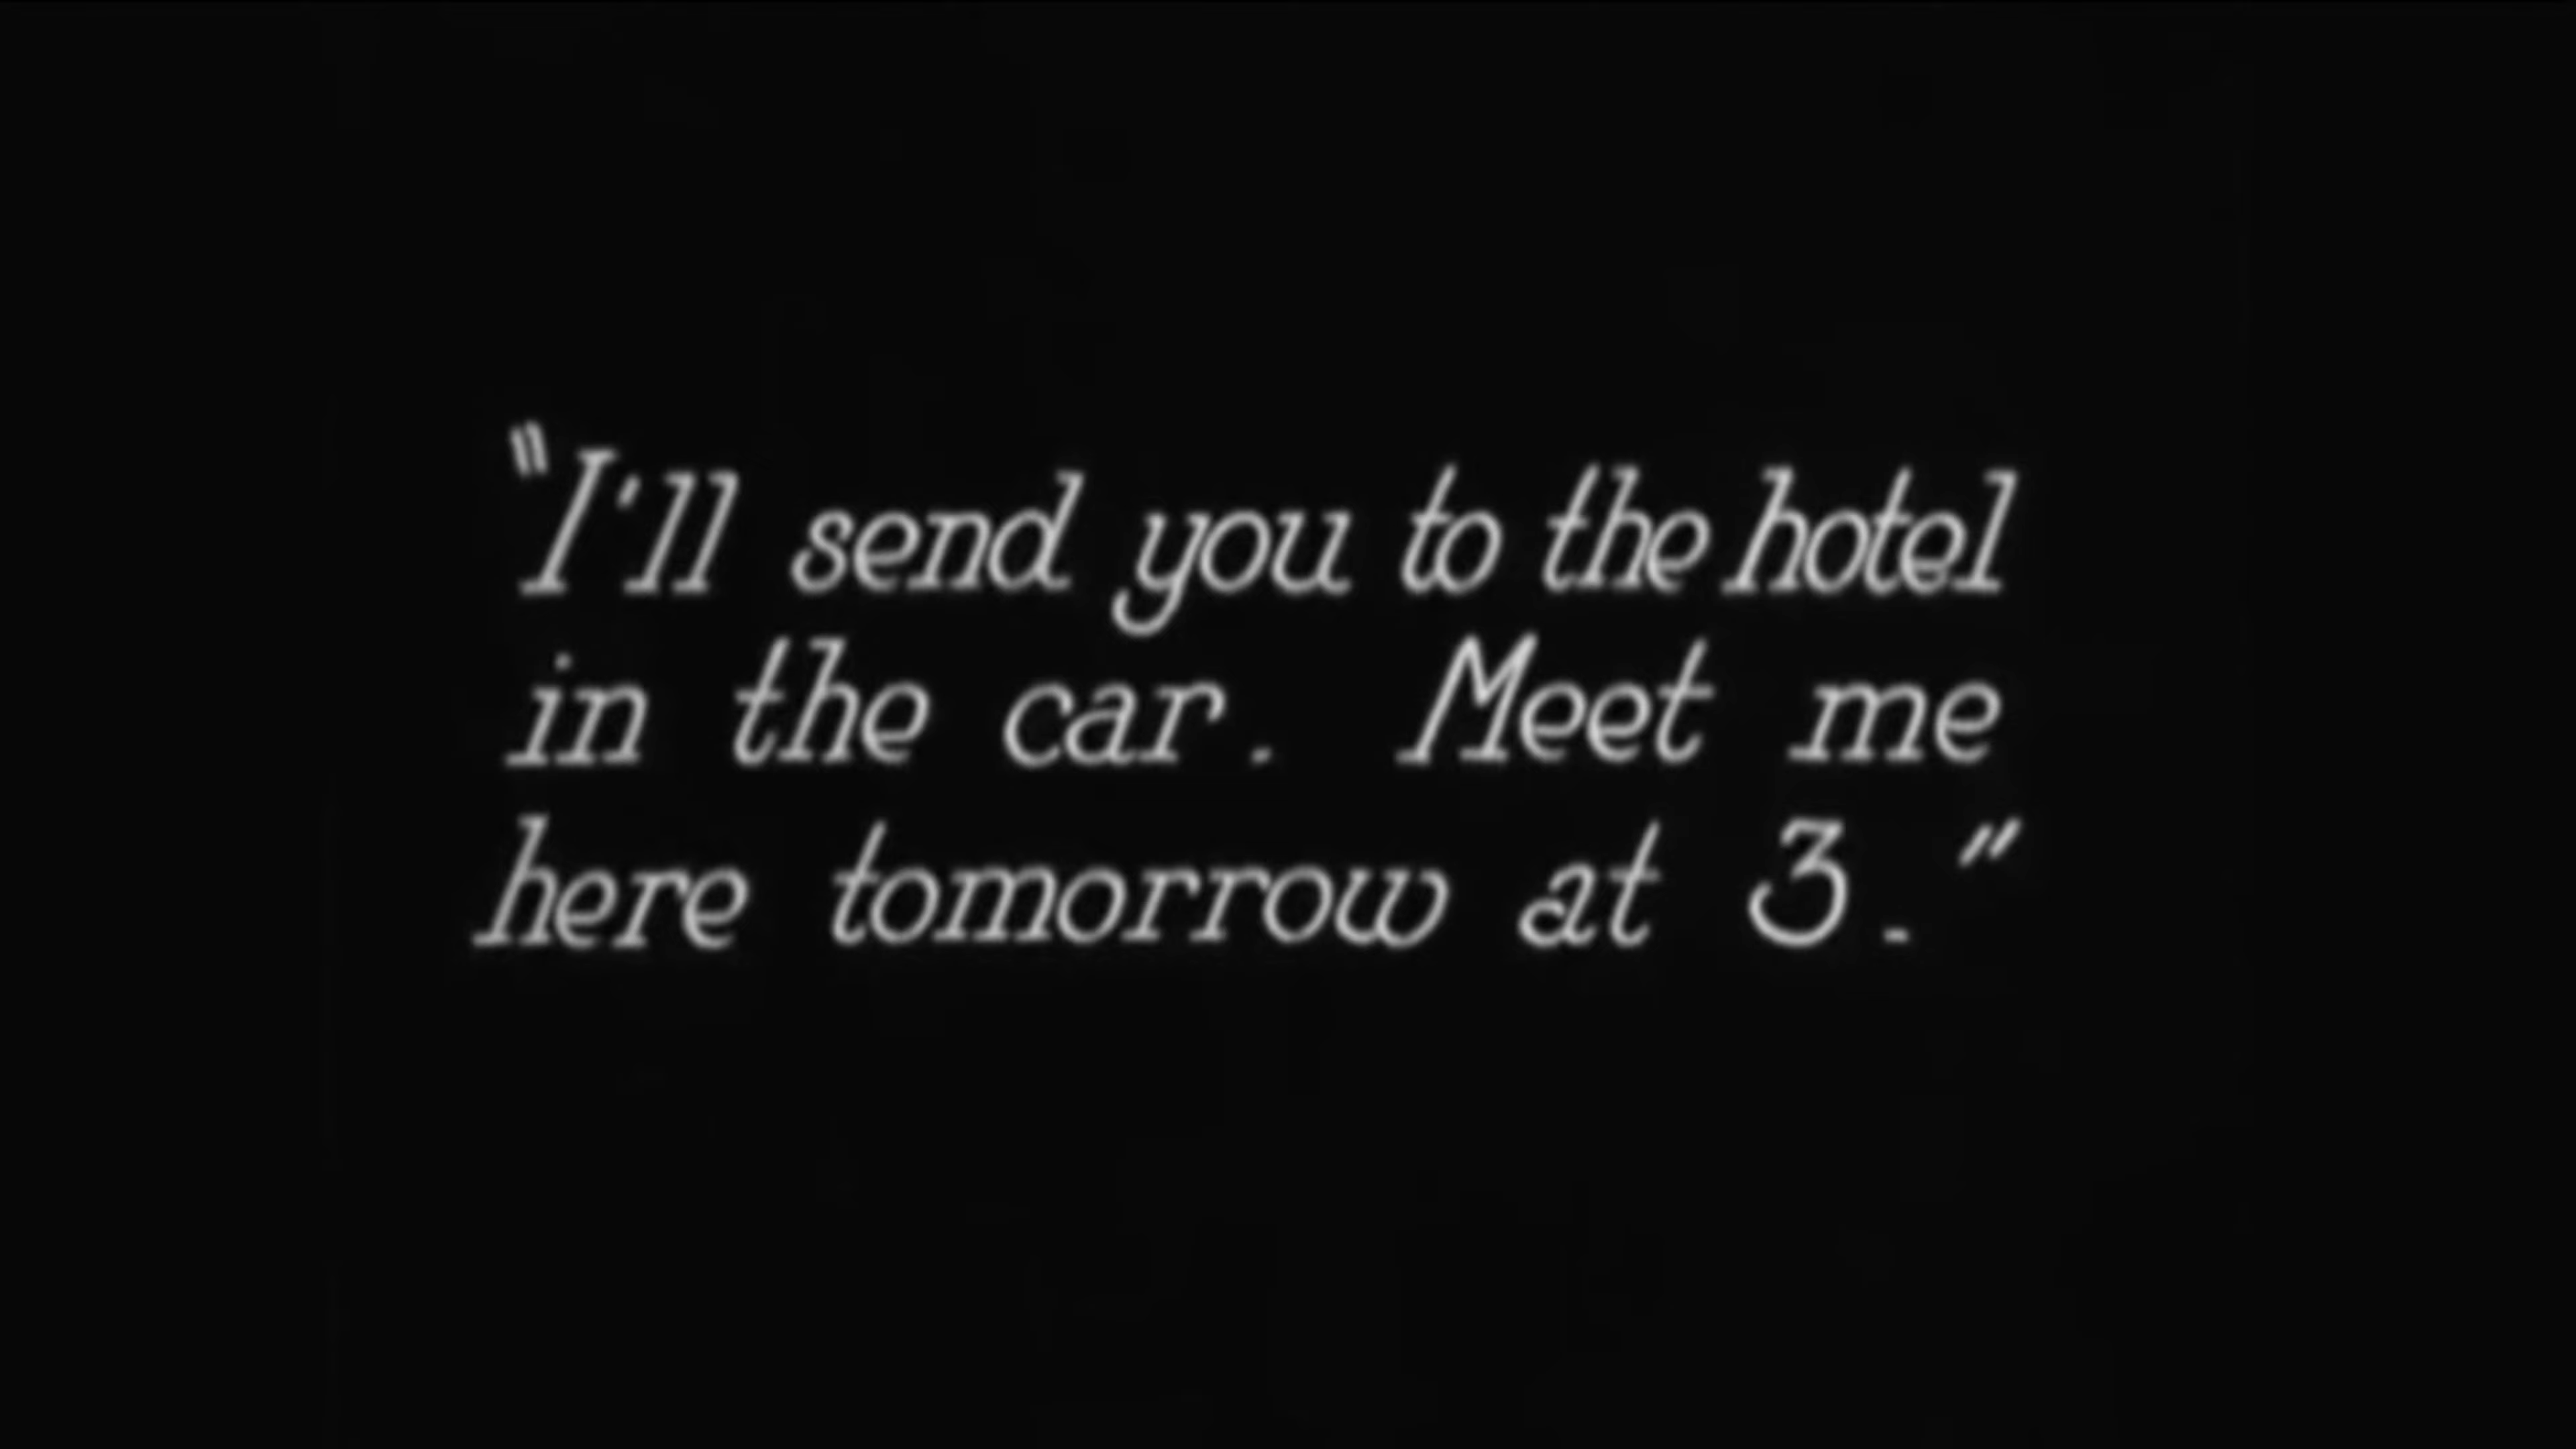 "I'll send you to the hotel
in the car. Meet me
here tomorrow at 3."